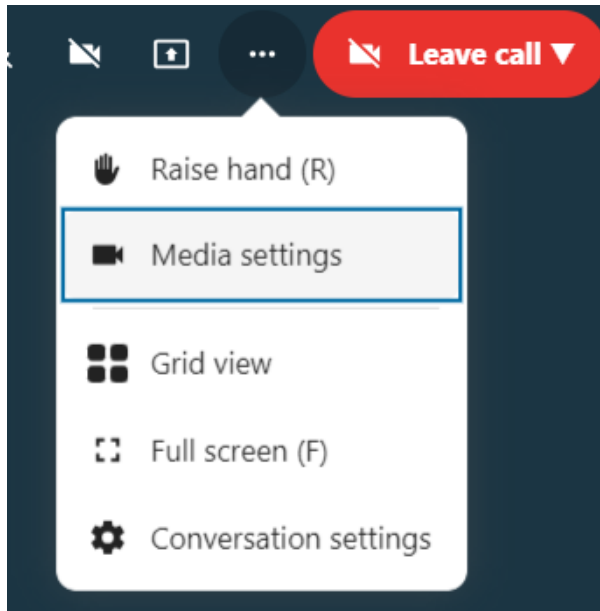 Leave call
Raise hand (R)
Media settings
Grid view
Full screen (F)
Conversation settings